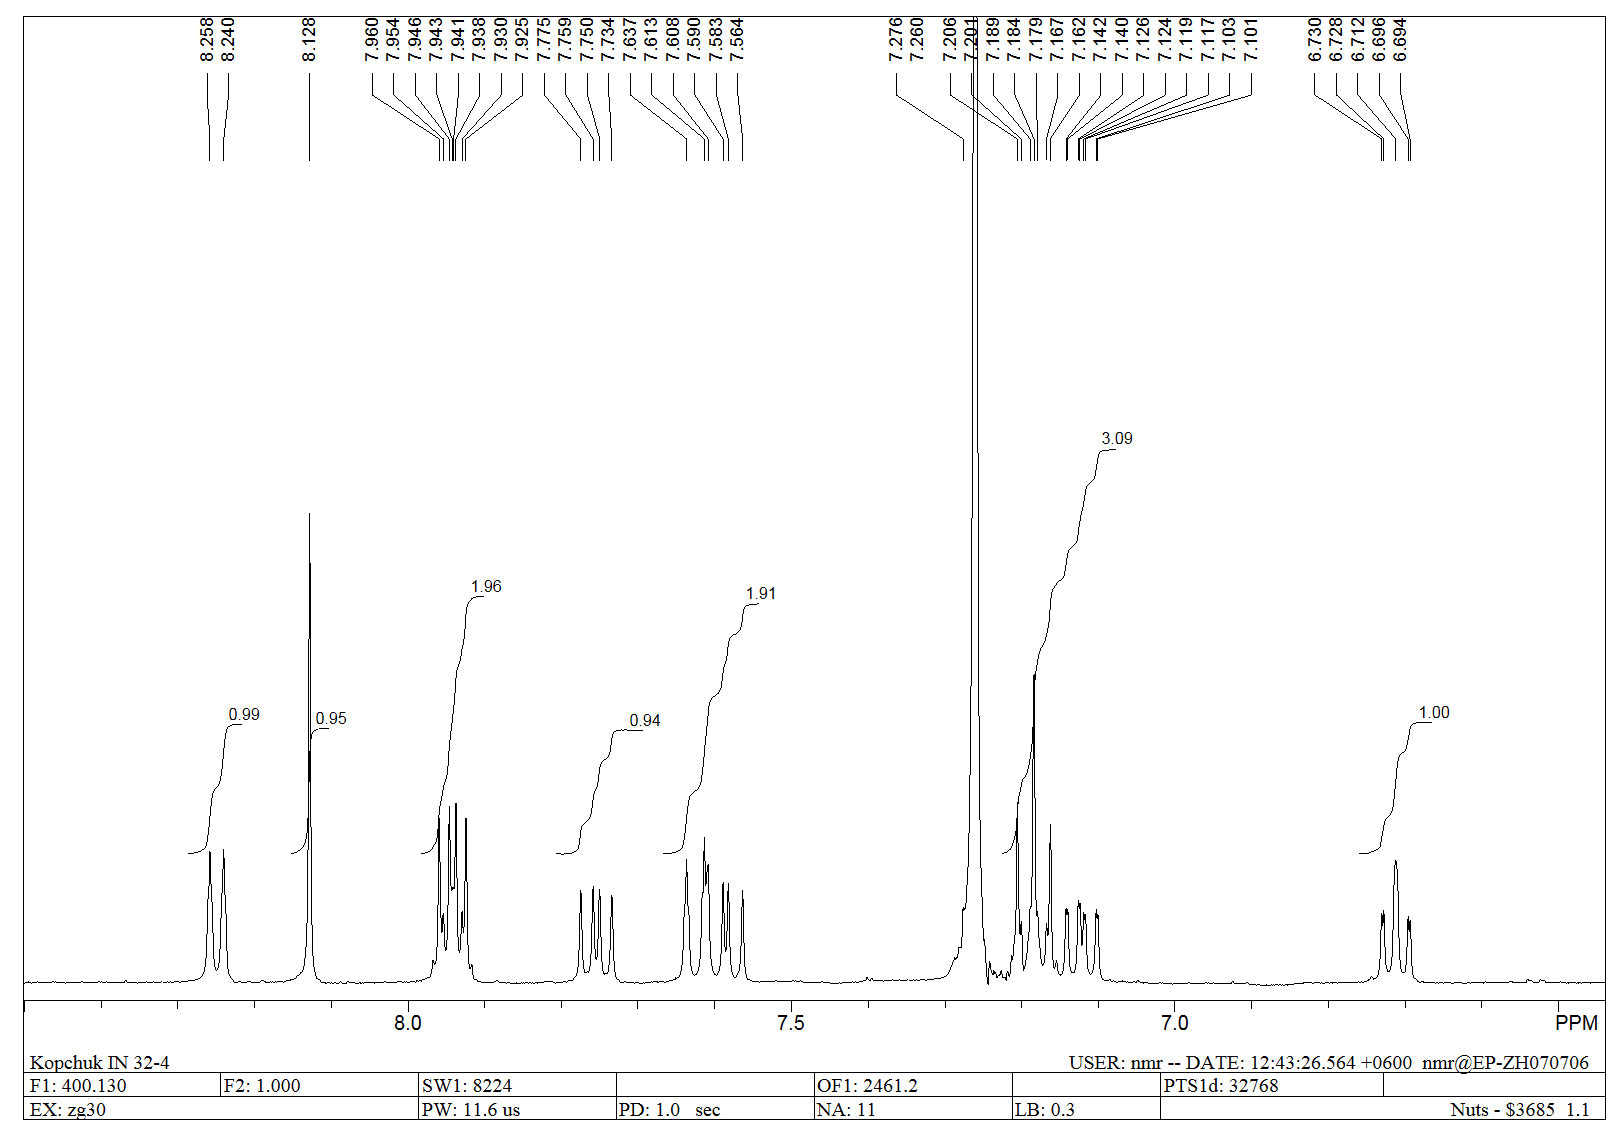 8.258 8.240 8.128 7.960 7.954 7.946 7.943 7.941 7.938 7.930 7.925 7.775 7.759 7.750 7.734 7.637 7.613 7.608 7.590 7.583 7.564 7.276 7.260 7.206 7.201 7.189 7.184 7.179 7.167 7.162 7.142 7.140 7.126 7.124 7.119 7.117 7.103 7.101 6.730 6.728 6.712 6.696 6.694
3.09
1.96
1.91
0.99
0.95
0.94
1.00
8.0 7.5 7.0 PPM
Kopchuk IN 32-4 USER: nmr -- DATE: 12:43:26.564 +0600 nmr@EP-ZH070706
F1: 400.130 F2: 1.000 SW1: 8224 OF1: 2461.2 PTS1d: 32768
EX: zg30 PW: 11.6 us PD: 1.0 sec NA: 11 LB: 0.3 Nuts - $3685 1.1